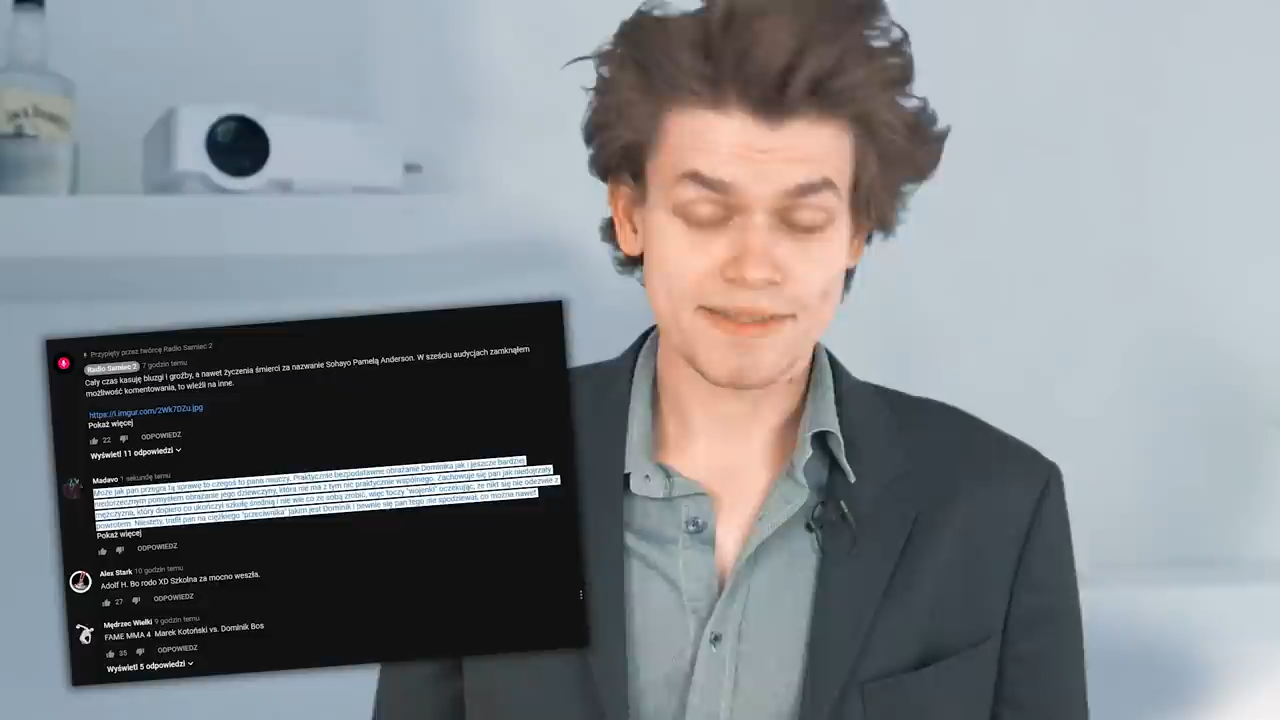 Przypięty przez twórcę Radio Samiec 2
Radio Samiec 2 7 godzin temu
Cały czas kasuję bluzgi i groźby, a nawet życzenia śmierci za nazwanie Sohayo Pamelą Anderson. W sześciu audycjach zamknąłem
możliwość komentowania, to wleźli na inne.
https://i.imgur.com/2Wk7DZu.jpg
Pokaż więcej
22 ODPOWIEDZ
Wyświetl 11 odpowiedzi
Madavo 1 sekundę temu
Może jak pan przegra tą sprawę to czegoś to pana nauczy. Praktycznie bezpodstawne obrażanie Dominika jak i jeszcze bardziej
niedorzecznym pomysłem obrażanie jego dziewczyny, która nie ma z tym nic praktycznie wspólnego. Zachowuje się pan jak niedojrzały
mężczyzna, który dopiero co ukończył szkołę średnią i nie wie co ze sobą zrobić, więc toczy "wojenki" oczekując, że nikt się nie odezwie z
powrotem. Niestety, trafił pan na ciężkiego "przeciwnika" jakim jest Dominik i pewnie się pan tego nie spodziewał, co można nawet
Pokaż więcej
ODPOWIEDZ
Alex Stark 10 godzin temu
Adolf H. Bo rodo XD Szkolna za mocno weszła.
27 ODPOWIEDZ
Mędrzec Wielki 9 godzin temu
FAME MMA 4 Marek Kotoński vs. Dominik Bos
35 ODPOWIEDZ
Wyświetl 5 odpowiedzi